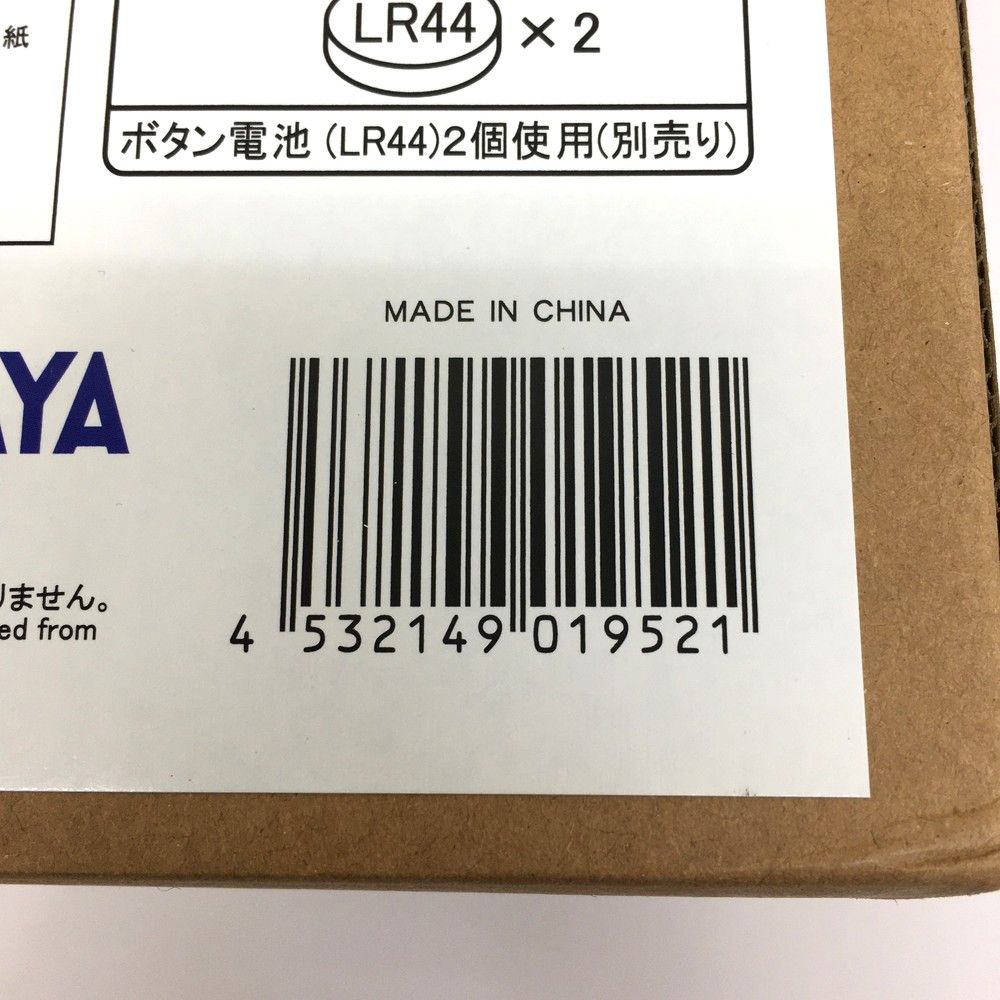 紙
LR44 × 2
ボタン電池 (LR44)2個使用(別売り)
MADE IN CHINA
AYA
りません。
ed from
4 532149 019521